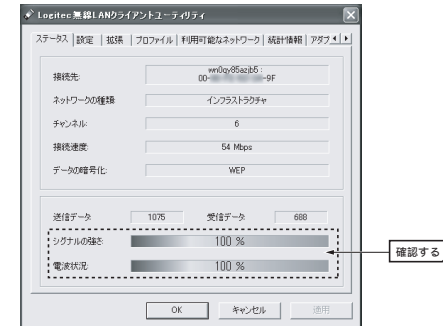 Logitec 無線LANクライアントユーティリティ
ステータス 設定 拡張 プロファイル 利用可能なネットワーク 統計情報 アダプ
接続先: wn0qy85azjb5 :
00- -9F
ネットワークの種類: インフラストラクチャ
チャンネル: 6
接続速度: 54 Mbps
データの暗号化: WEP
送信データ: 1075 受信データ: 688
シグナルの強さ: 100 %
確認する
電波状況: 100 %
OK キャンセル 適用